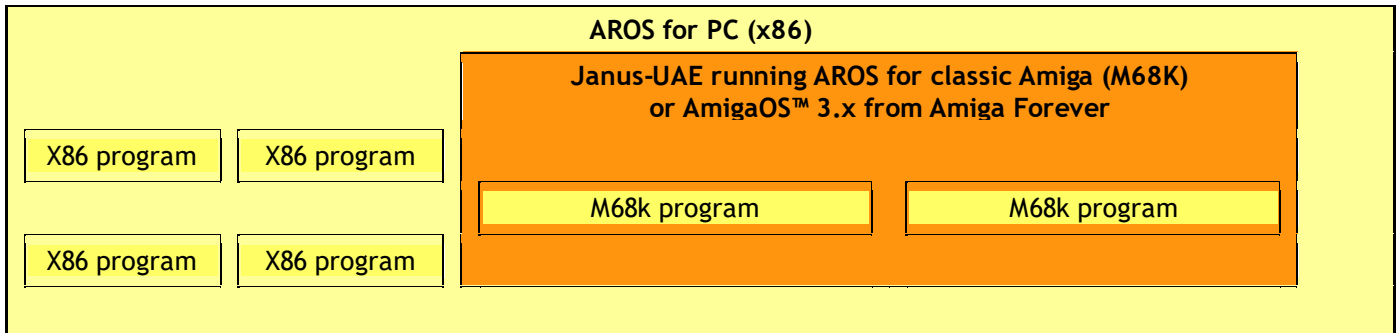 AROS for PC (x86)
Janus-UAE running AROS for classic Amiga (M68K)
or AmigaOS™ 3.x from Amiga Forever
X86 program
X86 program
M68k program
M68k program
X86 program
X86 program